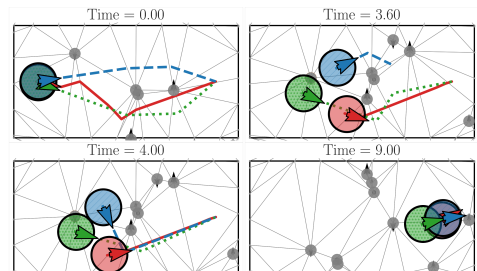 Time = 0.00
Time = 3.60
Time = 4.00
Time = 9.00